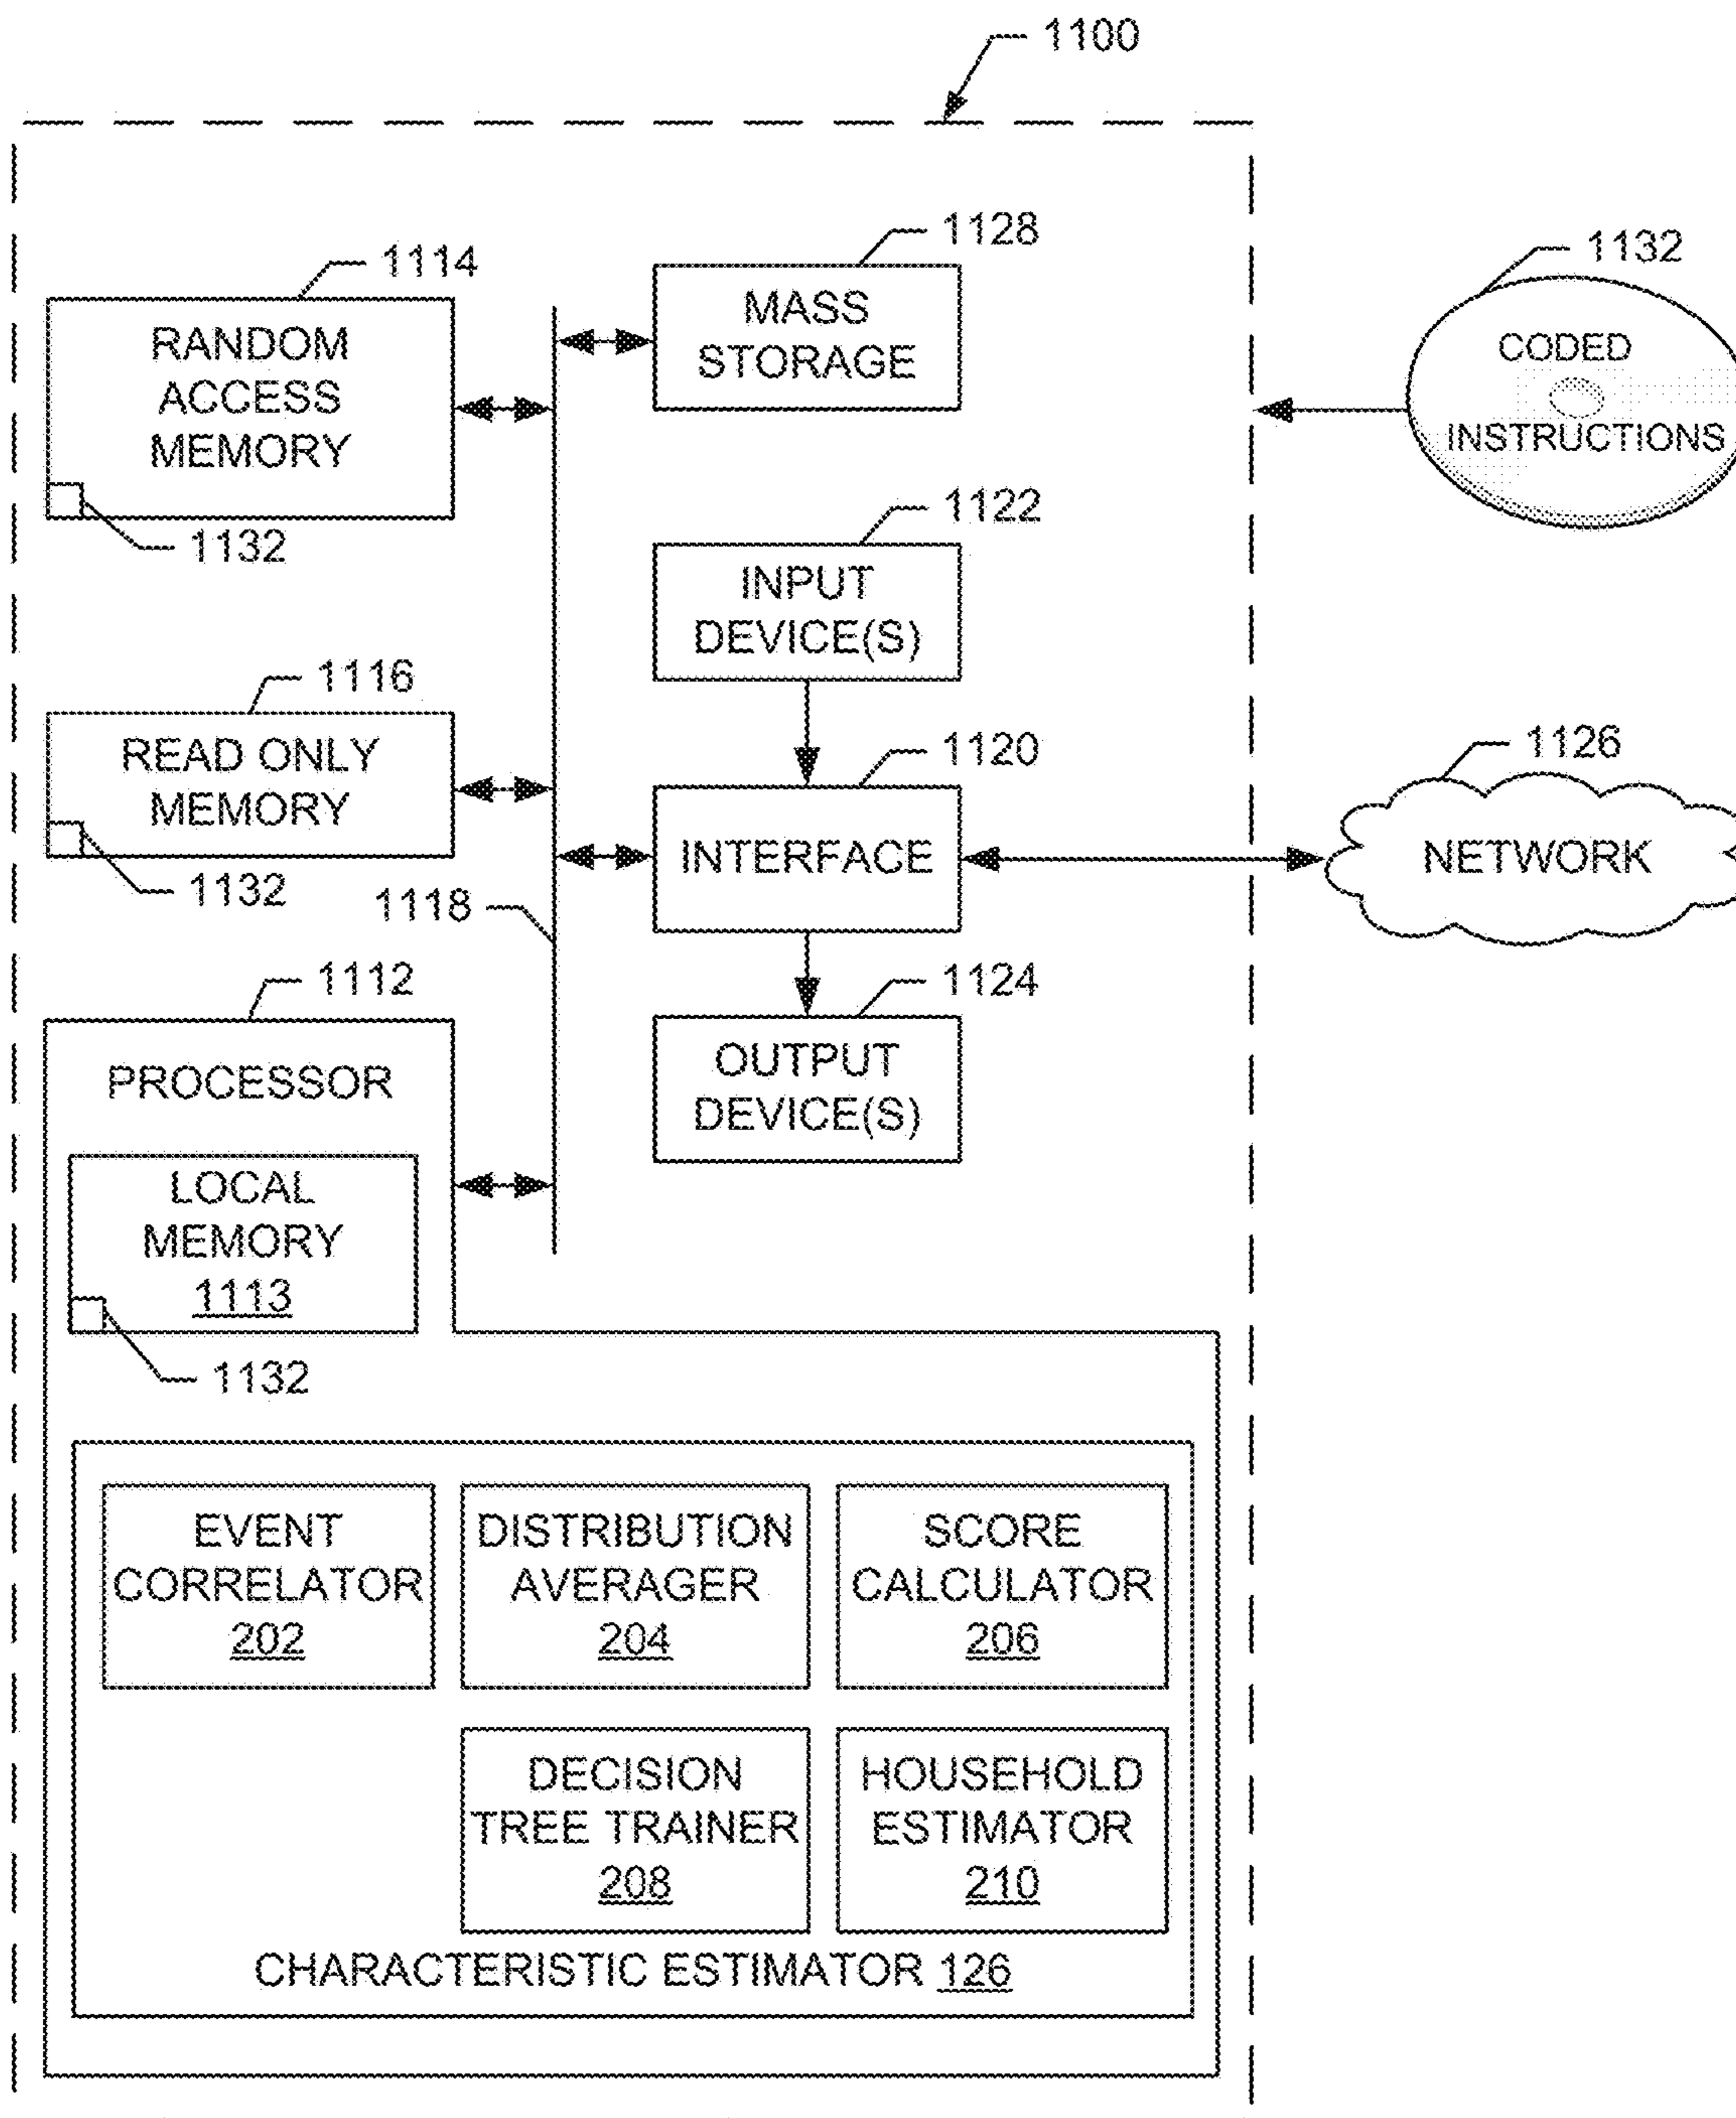 1100
1114
RANDOM
ACCESS
MEMORY
1132
1128
MASS
STORAGE
1132
CODED
INSTRUCTIONS
1122
INPUT
DEVICE(S)
1116
READ ONLY
MEMORY
1132
1120
INTERFACE
1118
1126
NETWORK
1124
OUTPUT
DEVICE(S)
1112
PROCESSOR
LOCAL
MEMORY
1113
1132
EVENT
CORRELATOR
202
DISTRIBUTION
AVERAGER
204
SCORE
CALCULATOR
206
DECISION
TREE TRAINER
208
HOUSEHOLD
ESTIMATOR
210
CHARACTERISTIC ESTIMATOR 126